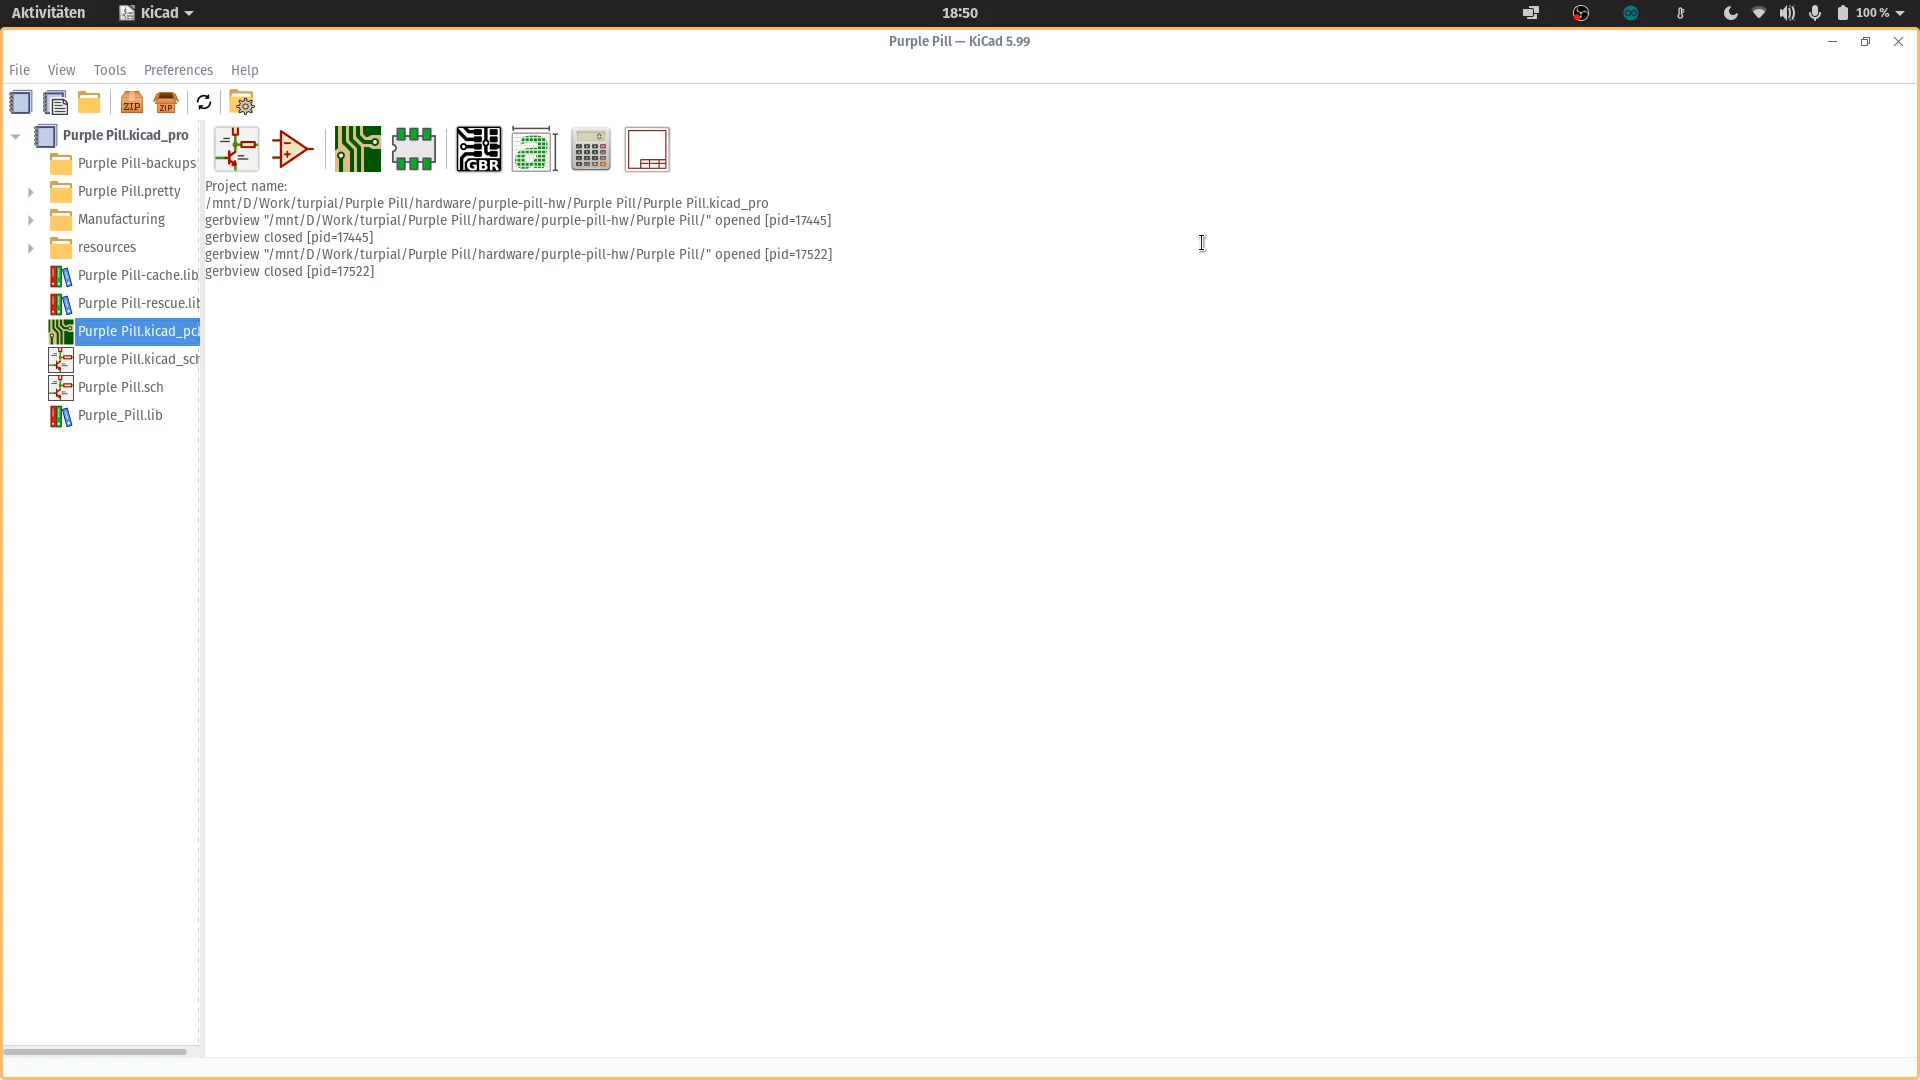 Aktivitäten
KiCad
18:50
100 %
Purple Pill — KiCad 5.99
File View Tools Preferences Help
ZIP
ZIP
Purple Pill.kicad_pro
Purple Pill-backups
Purple Pill.pretty
Manufacturing
resources
Purple Pill-cache.lib
Purple Pill-rescue.lib
Purple Pill.kicad_pc
Purple Pill.kicad_sch
Purple Pill.sch
Purple_Pill.lib
GBR
a
0.
Project name:
/mnt/D/Work/turpial/Purple Pill/hardware/purple-pill-hw/Purple Pill/Purple Pill.kicad_pro
gerbview "/mnt/D/Work/turpial/Purple Pill/hardware/purple-pill-hw/Purple Pill/" opened [pid=17445]
gerbview closed [pid=17445]
gerbview "/mnt/D/Work/turpial/Purple Pill/hardware/purple-pill-hw/Purple Pill/" opened [pid=17522]
gerbview closed [pid=17522]